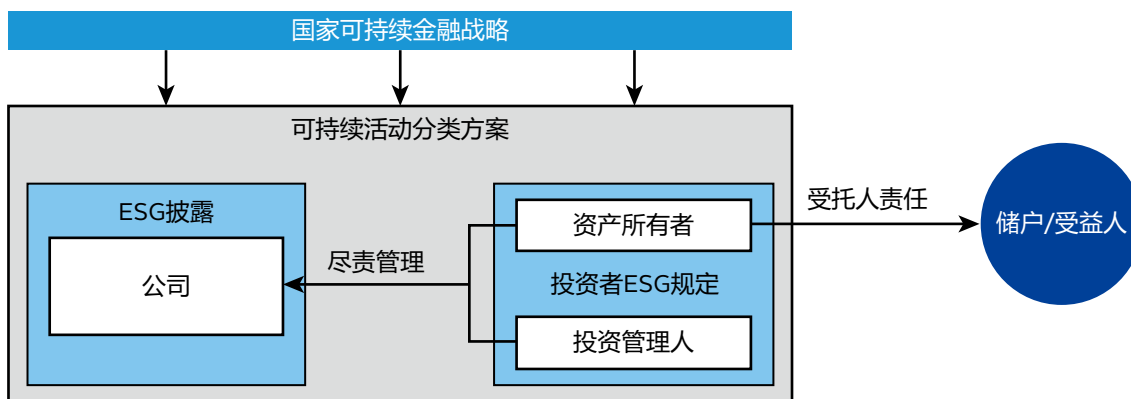 国家可持续金融战略
可持续活动分类方案
ESG披露
公司
尽责管理
资产所有者
投资者ESG规定
投资管理人
受托人责任
储户/受益人